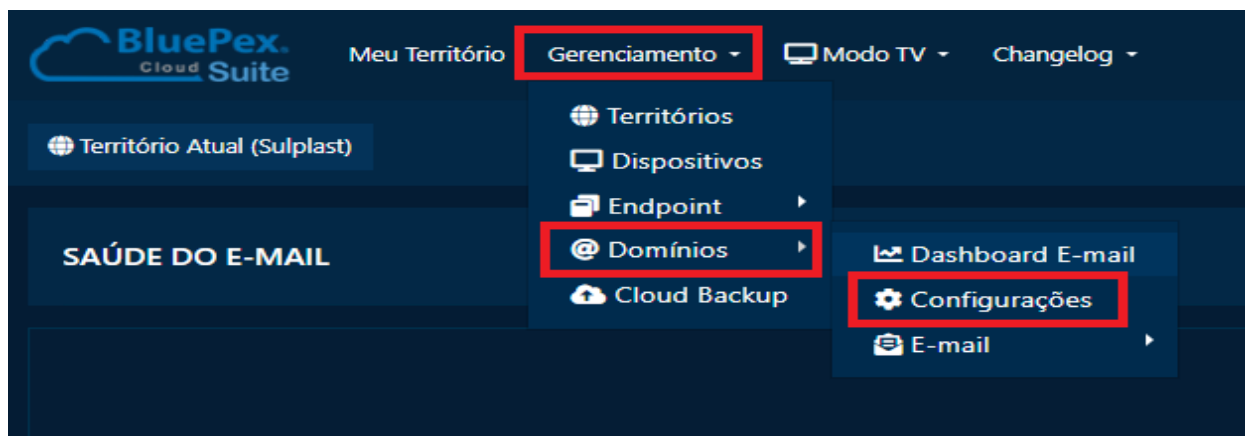 BluePex.
Cloud Suite
Meu Território
Gerenciamento
Modo TV
Changelog
Território Atual (Sulplast)
Territórios
Dispositivos
Endpoint
@ Domínios
Cloud Backup
SAÚDE DO E-MAIL
Dashboard E-mail
Configurações
E-mail